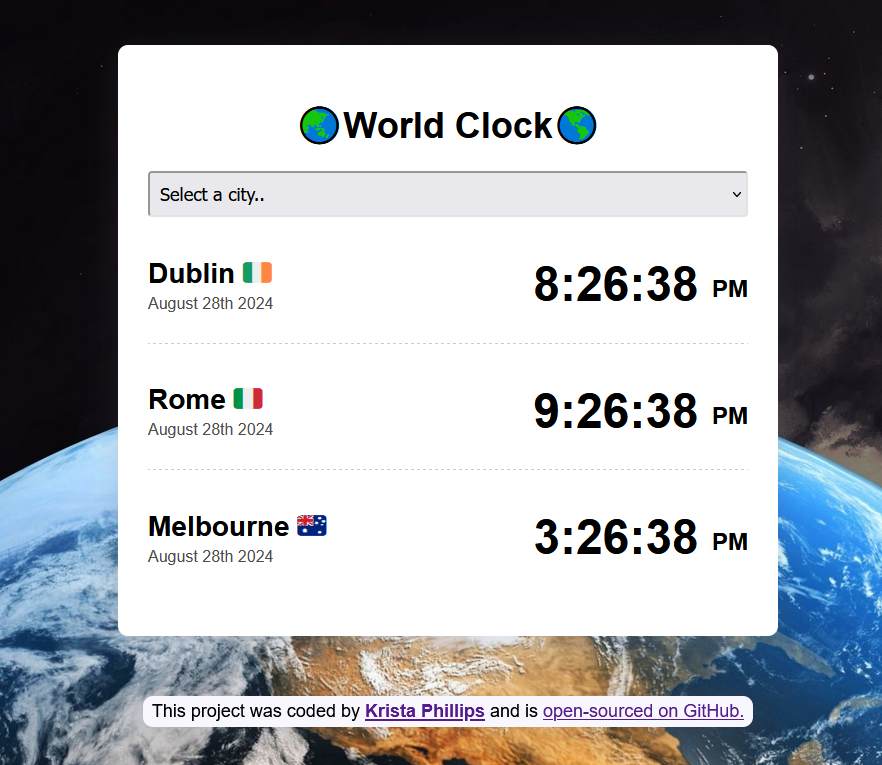 World Clock
Select a city..
Dublin
8:26:38 PM
August 28th 2024
Rome
9:26:38 PM
August 28th 2024
Melbourne
3:26:38 PM
August 28th 2024
This project was coded by Krista Phillips and is open-sourced on GitHub.